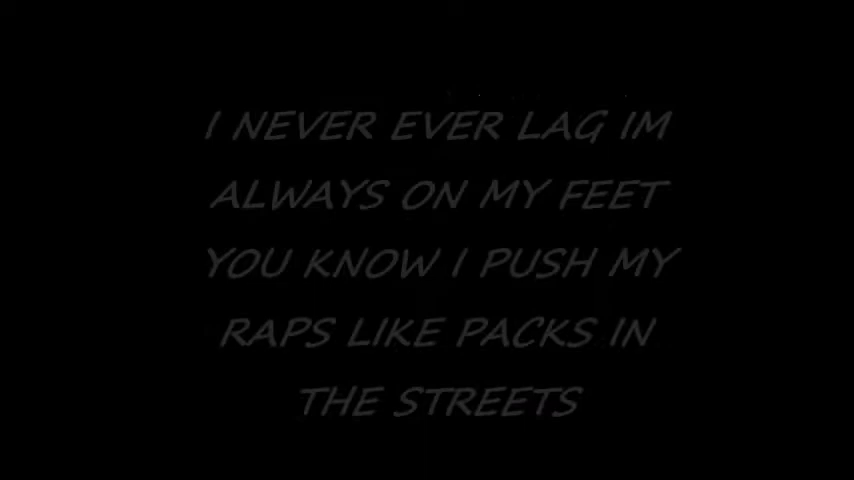 I NEVER EVER LAG IM
ALWAYS ON MY FEET
YOU KNOW I PUSH MY
RAPS LIKE PACKS IN
THE STREETS